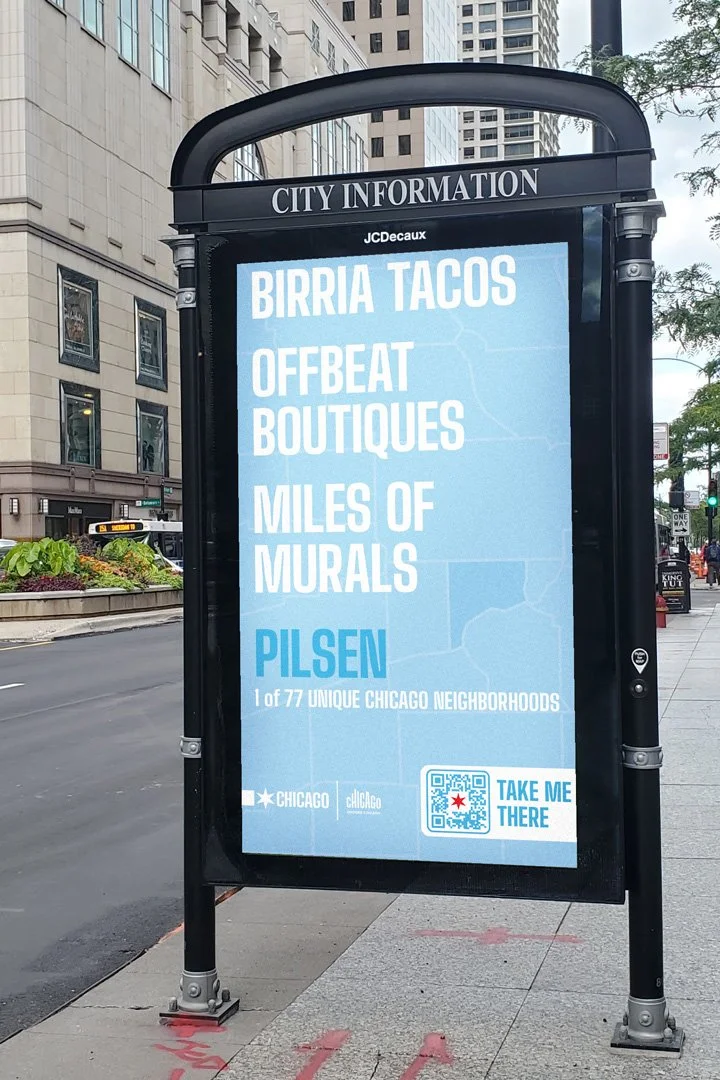 CITY INFORMATION
JCDecaux
BIRRIA TACOS
OFFBEAT
BOUTIQUES
MILES OF
MURALS
PILSEN
1 of 77 UNIQUE CHICAGO NEIGHBORHOODS
CHICAGO
CHICAGO
TAKE ME
THERE
ONE
WAY
KING
TUT